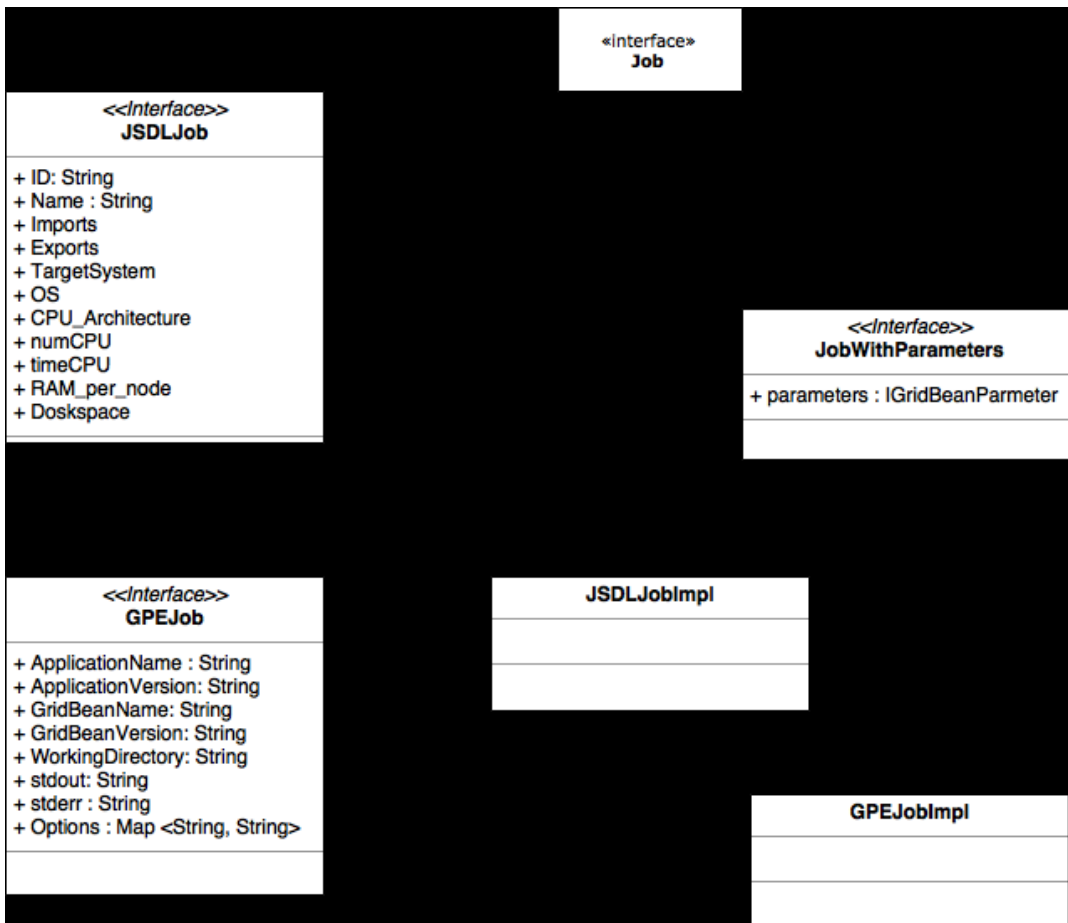 «interface»
Job
<<Interface>>
JSDLJob
+ ID: String
+ Name : String
+ Imports
+ Exports
+ TargetSystem
+ OS
+ CPU_Architecture
+ numCPU
+ timeCPU
+ RAM_per_node
+ Doskspace
<<Interface>>
JobWithParameters
+ parameters : IGridBeanParmeter
<<Interface>>
GPEJob
+ ApplicationName : String
+ ApplicationVersion: String
+ GridBeanName: String
+ GridBeanVersion: String
+ WorkingDirectory: String
+ stdout: String
+ stderr : String
+ Options : Map <String, String>
JSDLJobImpl
GPEJobImpl